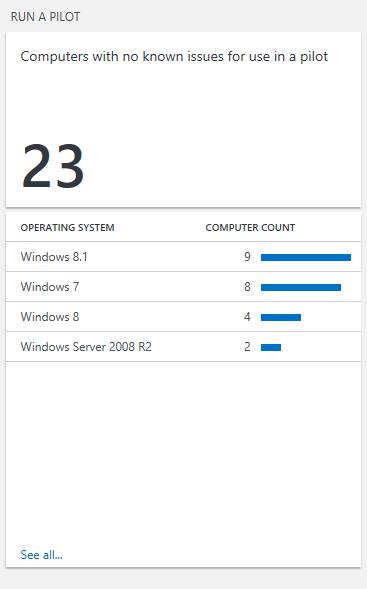 RUN A PILOT
Computers with no known issues for use in a pilot
23
OPERATING SYSTEM COMPUTER COUNT
Windows 8.1 9
Windows 7 8
Windows 8 4
Windows Server 2008 R2 2
See all...